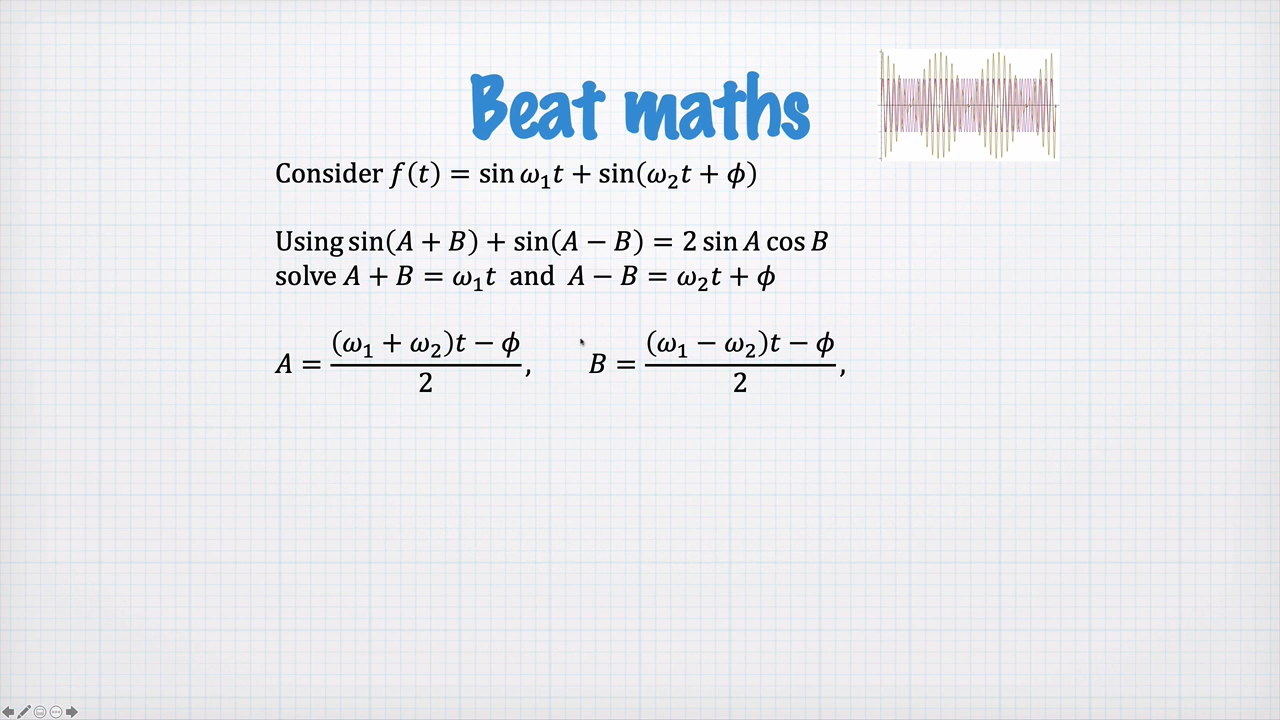 Beat maths
Consider f(t) = sin ω₁t + sin(ω₂t + ϕ)
Using sin(A + B) + sin(A − B) = 2 sin A cos B
solve A + B = ω₁t and A − B = ω₂t + ϕ
A = ((ω₁ + ω₂)t − ϕ)/2, B = ((ω₁ − ω₂)t − ϕ)/2,